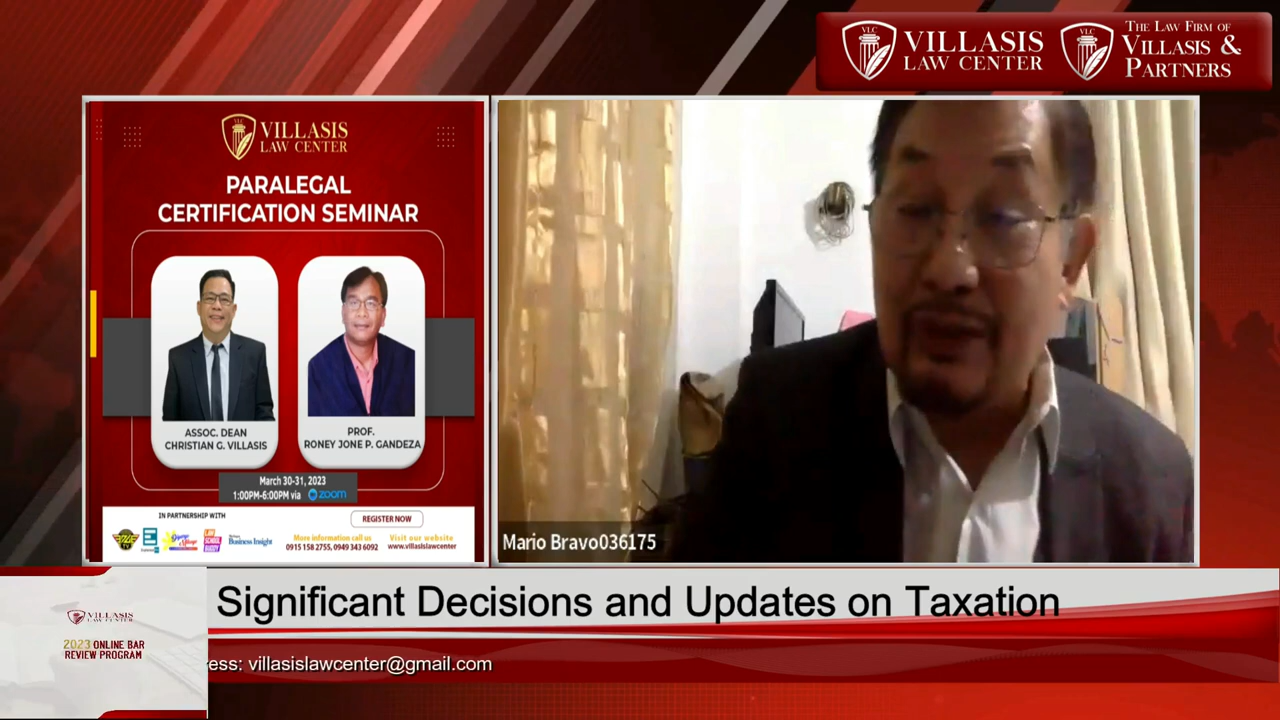 VLC
VILLASIS
LAW CENTER
VLC
THE LAW FIRM OF
VILLASIS &
PARTNERS
VLC
VILLASIS
LAW CENTER
PARALEGAL
CERTIFICATION SEMINAR
ASSOC. DEAN
CHRISTIAN G. VILLASIS
PROF.
RONEY JONE P. GANDEZA
March 30-31, 2023
1:00PM-6:00PM via zoom
IN PARTNERSHIP WITH
REGISTER NOW
Business Insight
More information call us
0915 158 2755, 0949 343 6092
Visit our website
www.villasislawcenter
Mario Bravo036175
Significant Decisions and Updates on Taxation
VILLASIS
LAW CENTER
2023 ONLINE BAR
REVIEW PROGRAM
ess: villasislawcenter@gmail.com